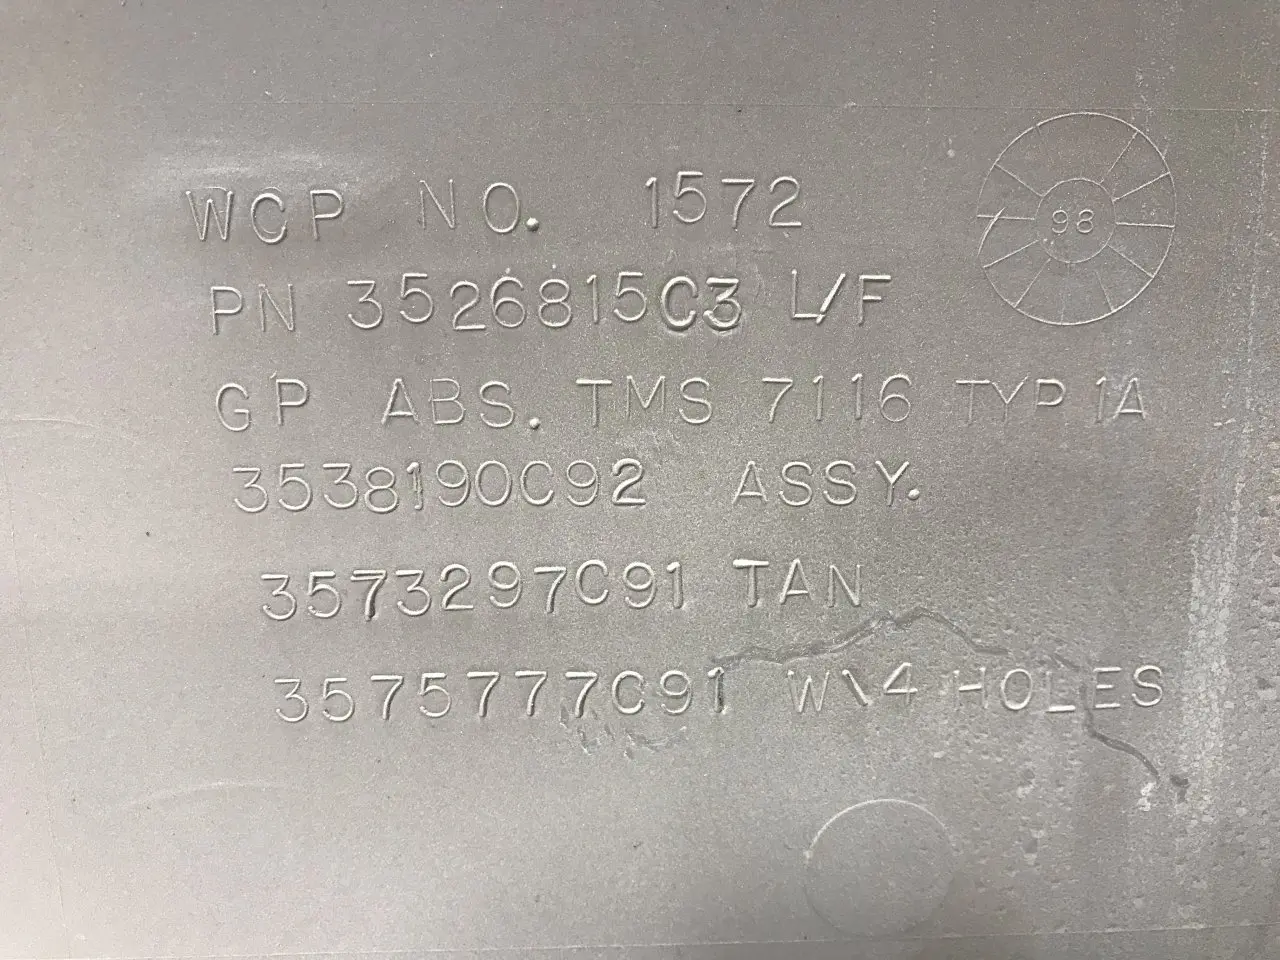 WCP NO. 1572
98
PN 3526815C3 L/F
GP ABS. TMS 7116 TYP 1A
3538190C92 ASSY.
3573297C91 TAN
3575777C91 W\4 HOLES